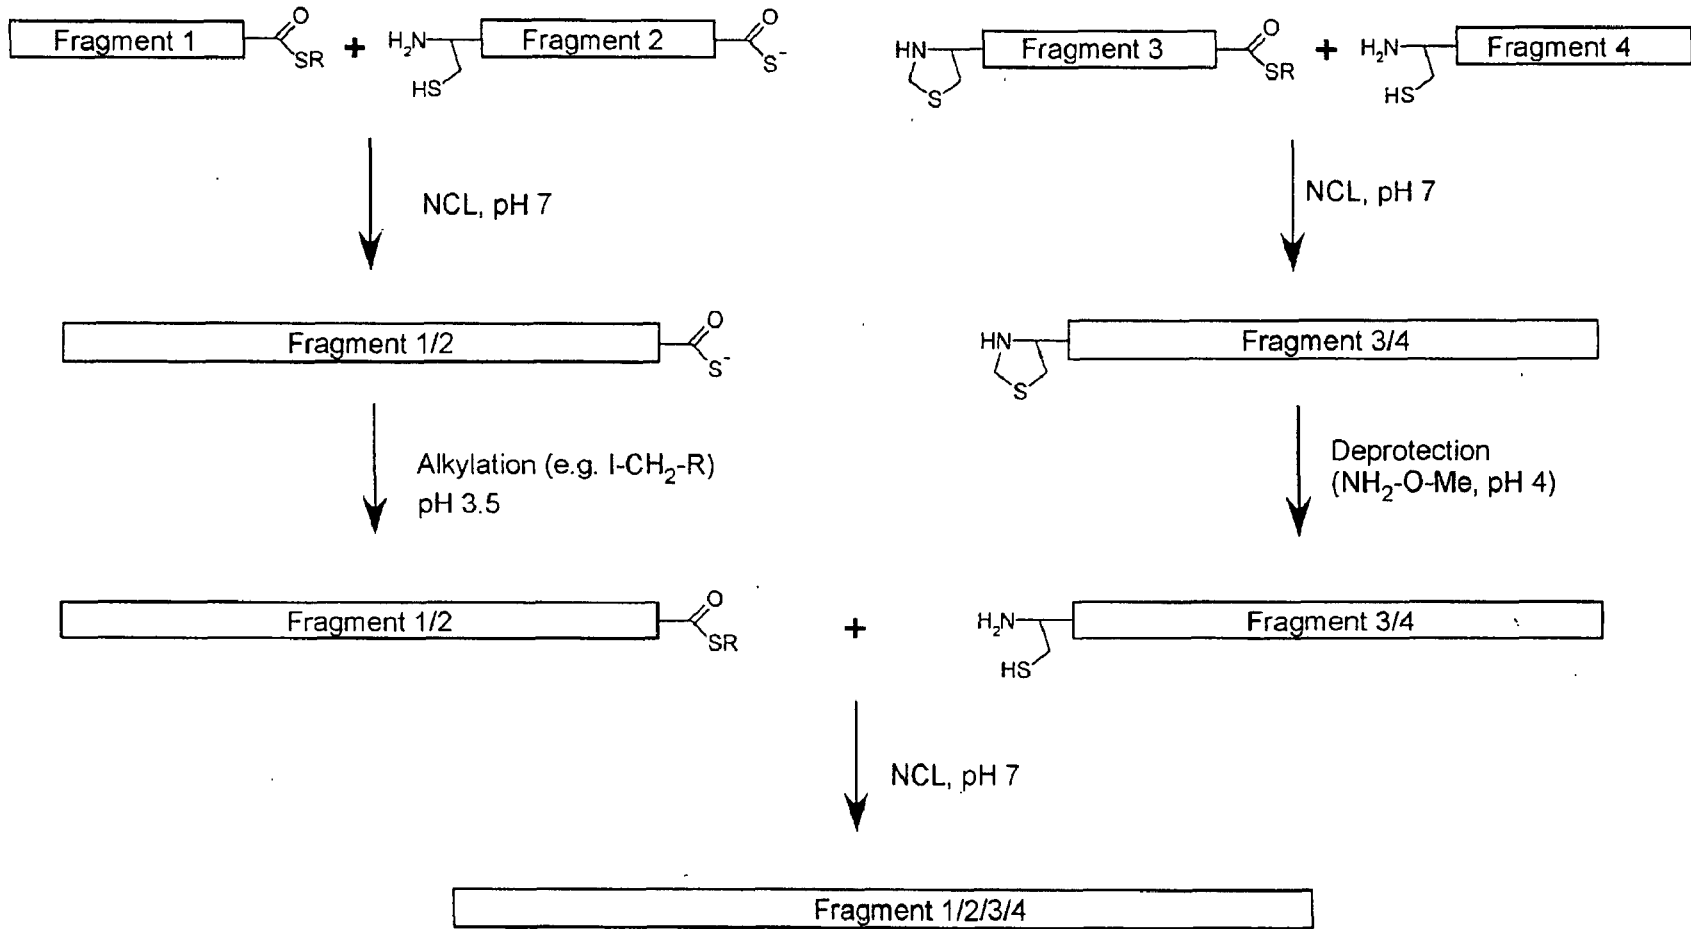 Fragment 1 O SR + H2N HS Fragment 2 O S-
HN S Fragment 3 O SR + H2N HS Fragment 4
NCL, pH 7
NCL, pH 7
Fragment 1/2 O S-
HN S Fragment 3/4
Alkylation (e.g. I-CH2-R)
pH 3.5
Deprotection
(NH2-O-Me, pH 4)
Fragment 1/2 O SR
+
H2N HS Fragment 3/4
NCL, pH 7
Fragment 1/2/3/4